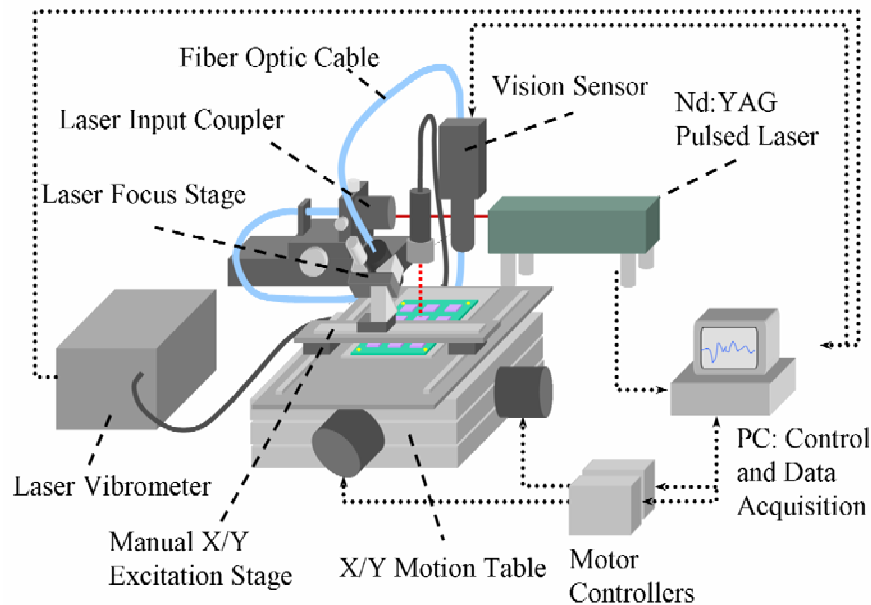 Fiber Optic Cable
Vision Sensor
Laser Input Coupler
Nd:YAG
Pulsed Laser
Laser Focus Stage
PC: Control
and Data
Acquisition
Laser Vibrometer
Manual X/Y
Excitation Stage
X/Y Motion Table
Motor
Controllers